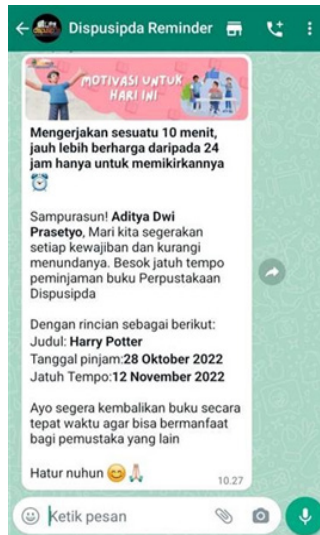 Dispusipda Reminder
MOTIVASI UNTUK
HARI INI
Mengerjakan sesuatu 10 menit,
jauh lebih berharga daripada 24
jam hanya untuk memikirkannya
⏰
Sampurasun! Aditya Dwi
Prasetyo, Mari kita segerakan
setiap kewajiban dan kurangi
menundanya. Besok jatuh tempo
peminjaman buku Perpustakaan
Dispusipda
Dengan rincian sebagai berikut:
Judul: Harry Potter
Tanggal pinjam:28 Oktober 2022
Jatuh Tempo:12 November 2022
Ayo segera kembalikan buku secara
tepat waktu agar bisa bermanfaat
bagi pemustaka yang lain
Hatur nuhun 😊🙏🏻
10.27
Ketik pesan